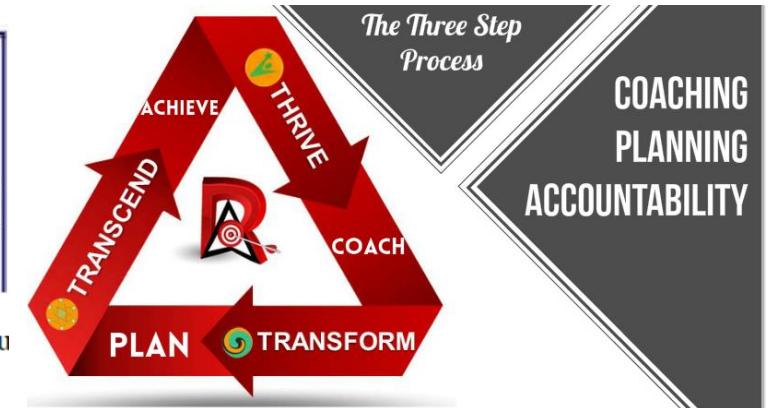 The Three Step
Process
COACHING
PLANNING
ACCOUNTABILITY
ACHIEVE
THRIVE
TRANSCEND
R
COACH
PLAN
TRANSFORM
u